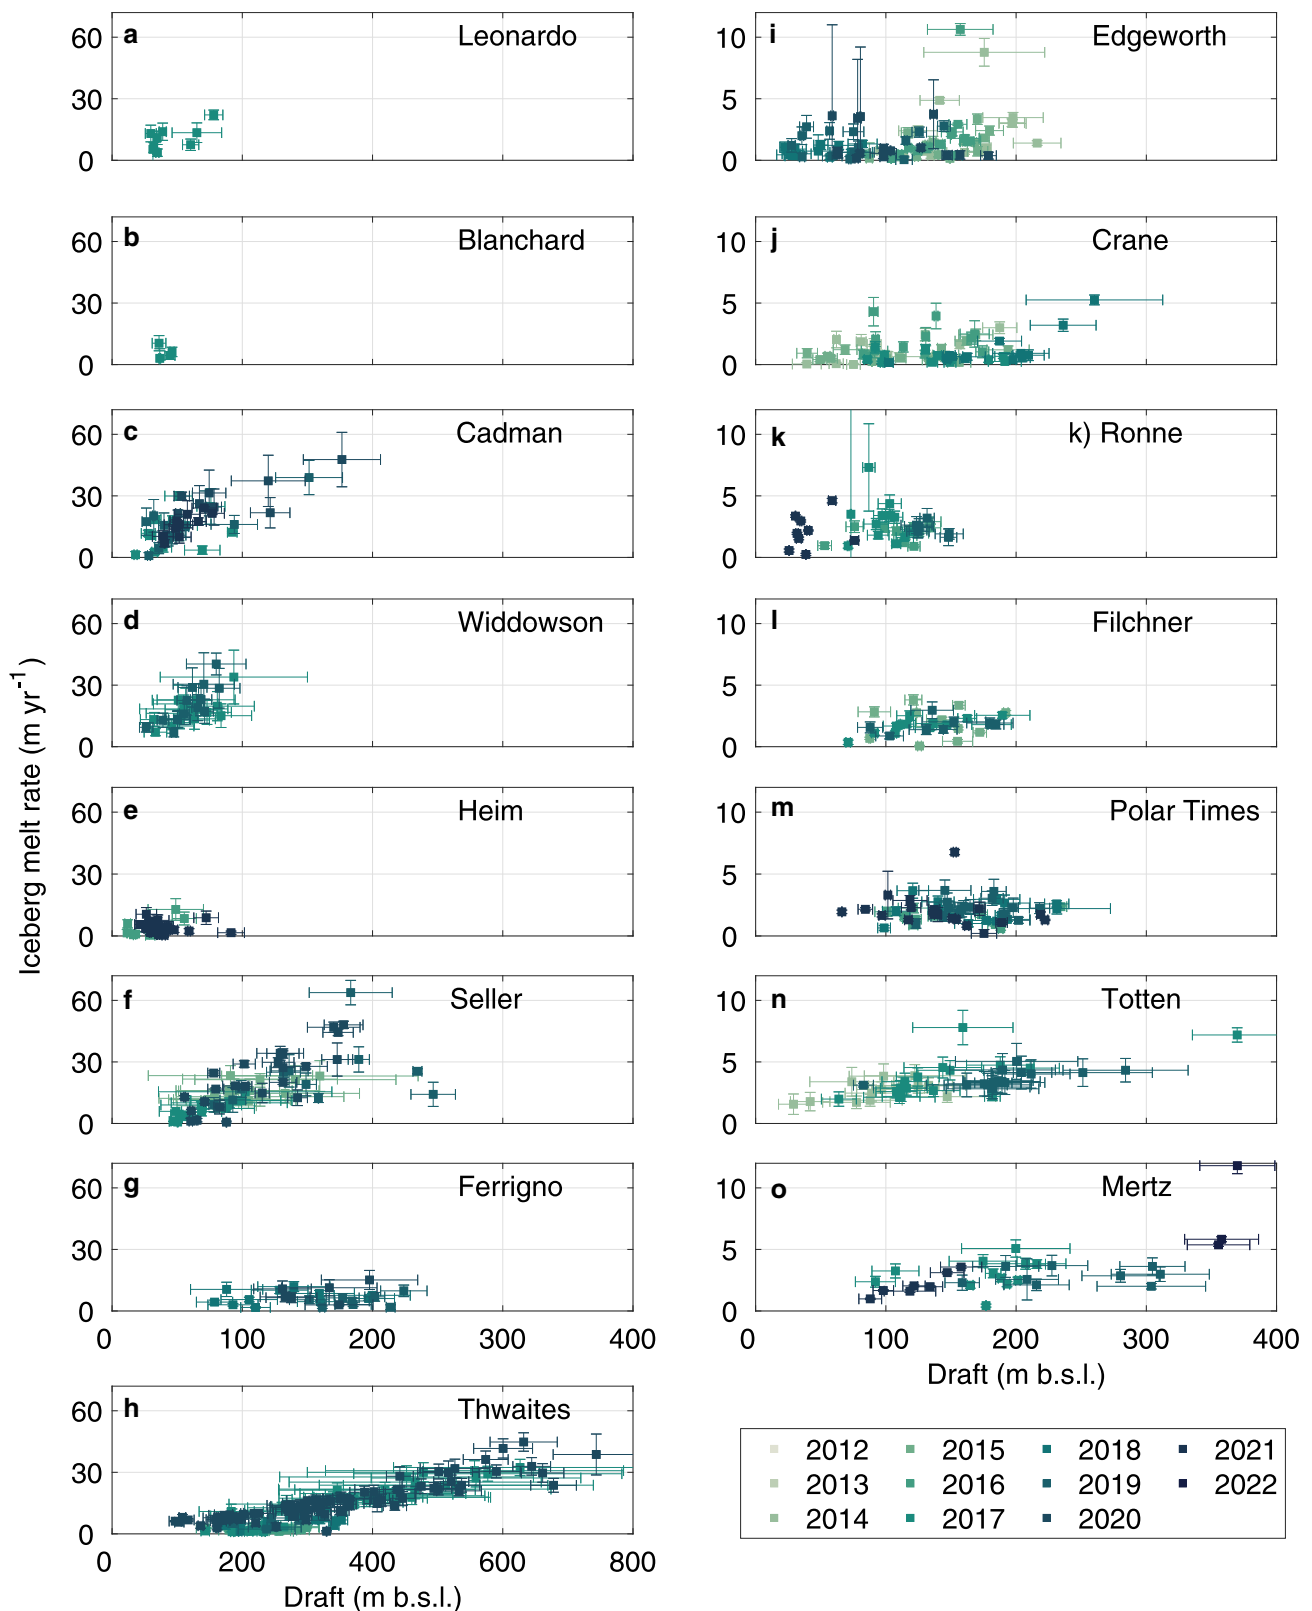 a Leonardo
60
30
0
b Blanchard
60
30
0
c Cadman
60
30
0
d Widdowson
60
30
0
e Heim
60
30
0
f Seller
60
30
0
g Ferrigno
60
30
0
0 100 200 300 400
h Thwaites
60
30
0
0 200 400 600 800
Draft (m b.s.l.)
Iceberg melt rate (m yr⁻¹)
i Edgeworth
10
5
0
j Crane
10
5
0
k k) Ronne
10
5
0
l Filchner
10
5
0
m Polar Times
10
5
0
n Totten
10
5
0
o Mertz
10
5
0
0 100 200 300 400
Draft (m b.s.l.)
2012 2015 2018 2021
2013 2016 2019 2022
2014 2017 2020